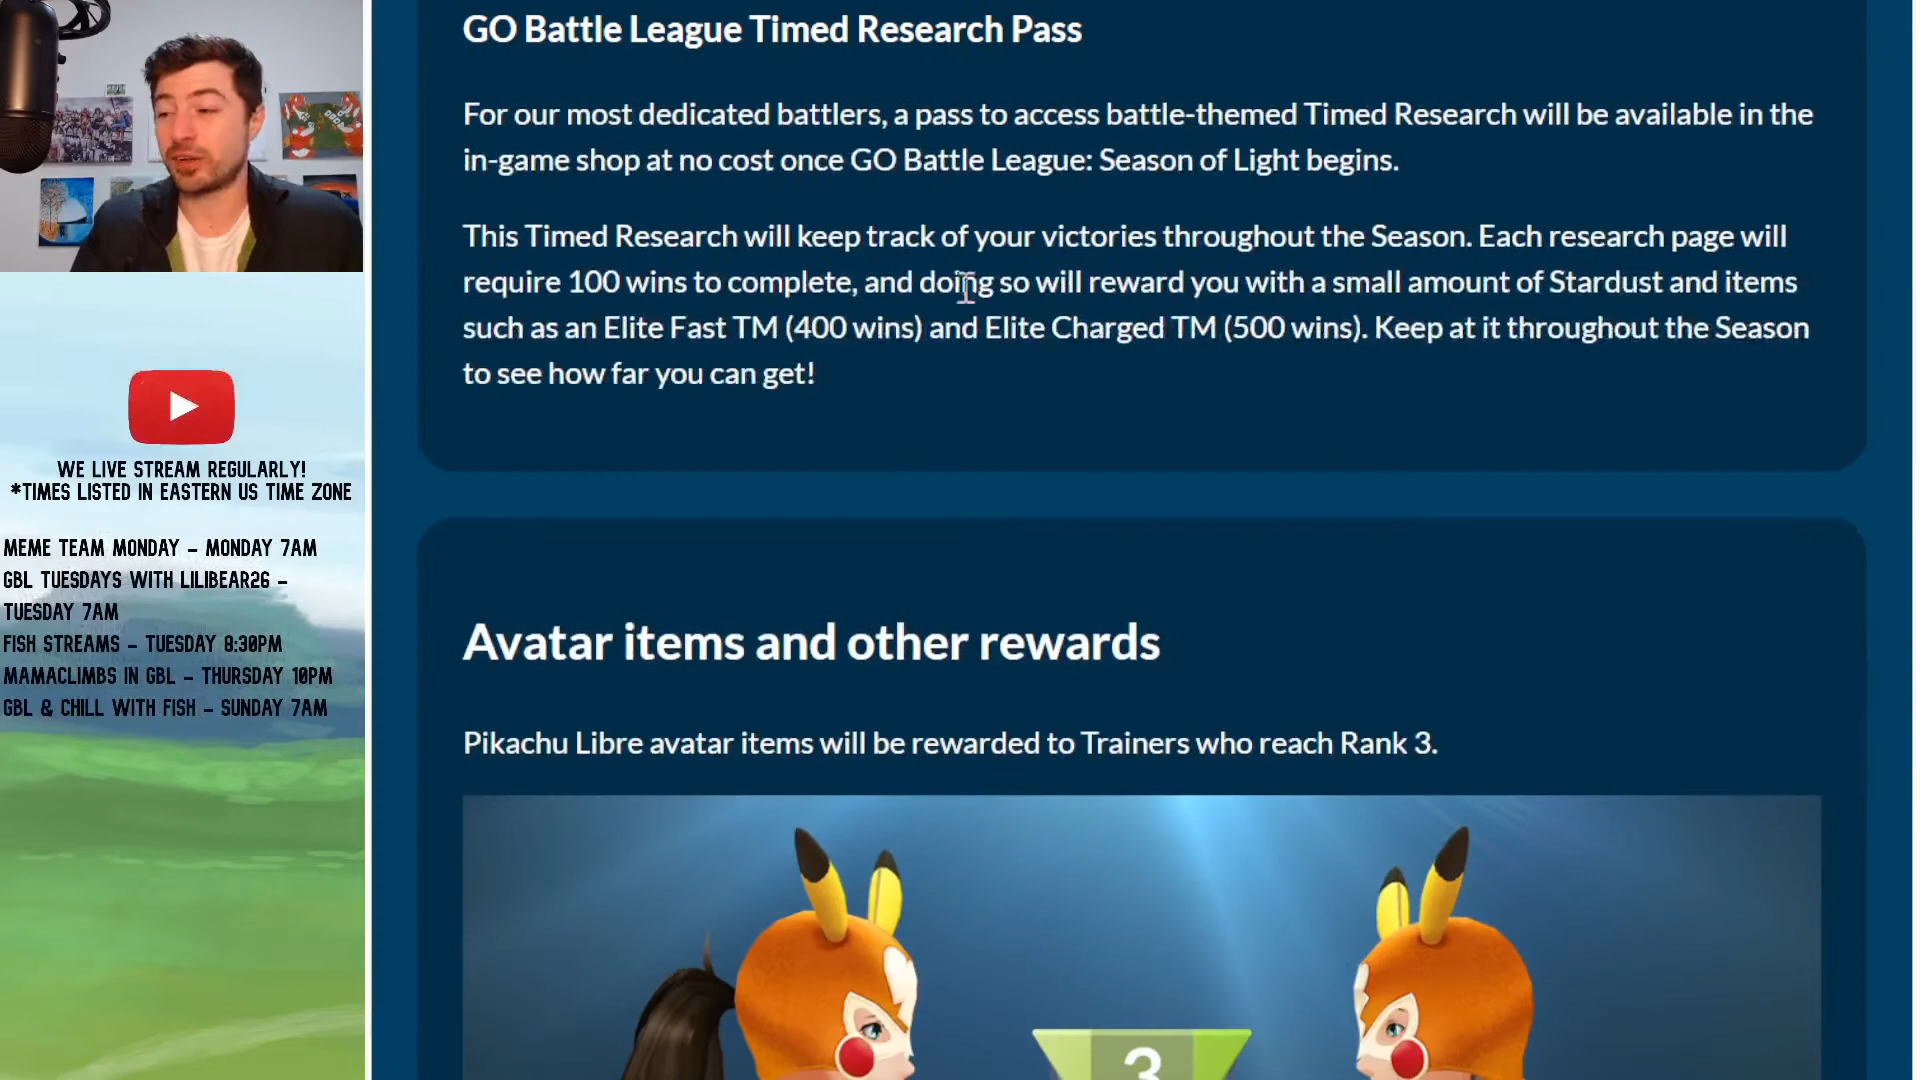 GO Battle League Timed Research Pass
For our most dedicated battlers, a pass to access battle-themed Timed Research will be available in the
in-game shop at no cost once GO Battle League: Season of Light begins.
This Timed Research will keep track of your victories throughout the Season. Each research page will
require 100 wins to complete, and doing so will reward you with a small amount of Stardust and items
such as an Elite Fast TM (400 wins) and Elite Charged TM (500 wins). Keep at it throughout the Season
to see how far you can get!
WE LIVE STREAM REGULARLY!
*TIMES LISTED IN EASTERN US TIME ZONE
MEME TEAM MONDAY - MONDAY 7AM
GBL TUESDAYS WITH LILIBEAR26 -
TUESDAY 7AM
FISH STREAMS - TUESDAY 8:30PM
MAMACLIMBS IN GBL - THURSDAY 10PM
GBL & CHILL WITH FISH - SUNDAY 7AM
Avatar items and other rewards
Pikachu Libre avatar items will be rewarded to Trainers who reach Rank 3.
3